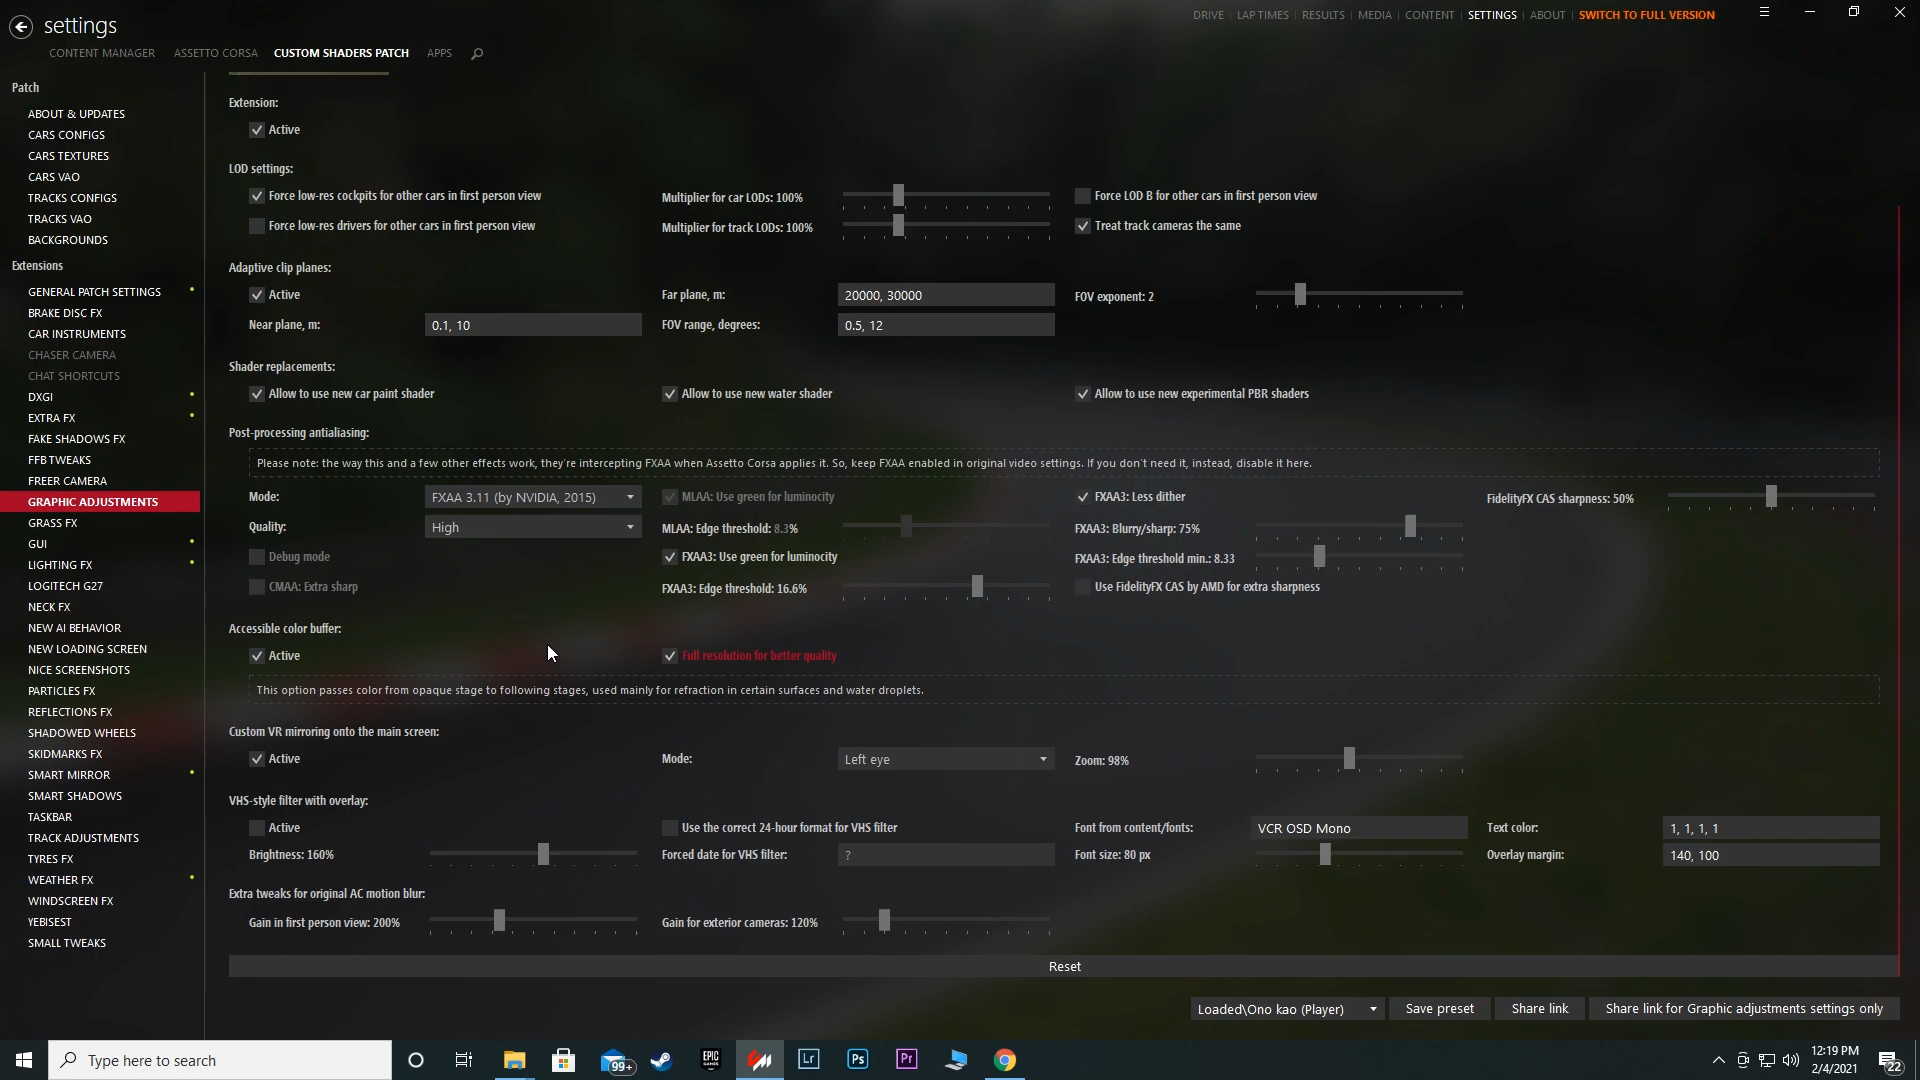 settings
DRIVE | LAP TIMES | RESULTS | MEDIA | CONTENT | SETTINGS | ABOUT | SWITCH TO FULL VERSION
CONTENT MANAGER ASSETTO CORSA CUSTOM SHADERS PATCH APPS
Patch
ABOUT & UPDATES
CARS CONFIGS
CARS TEXTURES
CARS VAO
TRACKS CONFIGS
TRACKS VAO
BACKGROUNDS
Extensions
GENERAL PATCH SETTINGS
BRAKE DISC FX
CAR INSTRUMENTS
CHASER CAMERA
CHAT SHORTCUTS
DXGI
EXTRA FX
FAKE SHADOWS FX
FFB TWEAKS
FREER CAMERA
GRAPHIC ADJUSTMENTS
GRASS FX
GUI
LIGHTING FX
LOGITECH G27
NECK FX
NEW AI BEHAVIOR
NEW LOADING SCREEN
NICE SCREENSHOTS
PARTICLES FX
REFLECTIONS FX
SHADOWED WHEELS
SKIDMARKS FX
SMART MIRROR
SMART SHADOWS
TASKBAR
TRACK ADJUSTMENTS
TYRES FX
WEATHER FX
WINDSCREEN FX
YEBISEST
SMALL TWEAKS
Extension:
Active
LOD settings:
Force low-res cockpits for other cars in first person view Multiplier for car LODs: 100% Force LOD B for other cars in first person view
Force low-res drivers for other cars in first person view Multiplier for track LODs: 100% Treat track cameras the same
Adaptive clip planes:
Active Far plane, m: 20000, 30000 FOV exponent: 2
Near plane, m: 0.1, 10 FOV range, degrees: 0.5, 12
Shader replacements:
Allow to use new car paint shader Allow to use new water shader Allow to use new experimental PBR shaders
Post-processing antialiasing:
Please note: the way this and a few other effects work, they're intercepting FXAA when Assetto Corsa applies it. So, keep FXAA enabled in original video settings. If you don't need it, instead, disable it here.
Mode: FXAA 3.11 (by NVIDIA, 2015) MLAA: Use green for luminocity FXAA3: Less dither FidelityFX CAS sharpness: 50%
Quality: High MLAA: Edge threshold: 8.3% FXAA3: Blurry/sharp: 75%
Debug mode FXAA3: Use green for luminocity FXAA3: Edge threshold min.: 8.33
CMAA: Extra sharp FXAA3: Edge threshold: 16.6% Use FidelityFX CAS by AMD for extra sharpness
Accessible color buffer:
Active Full resolution for better quality
This option passes color from opaque stage to following stages, used mainly for refraction in certain surfaces and water droplets.
Custom VR mirroring onto the main screen:
Active Mode: Left eye Zoom: 98%
VHS-style filter with overlay:
Active Use the correct 24-hour format for VHS filter Font from content/fonts: VCR OSD Mono Text color: 1, 1, 1, 1
Brightness: 160% Forced date for VHS filter: ? Font size: 80 px Overlay margin: 140, 100
Extra tweaks for original AC motion blur:
Gain in first person view: 200% Gain for exterior cameras: 120%
Reset
Loaded\Ono kao (Player) Save preset Share link Share link for Graphic adjustments settings only
Type here to search 99+ EPIC GAMES Lr Ps Pr 12:19 PM
2/4/2021 22